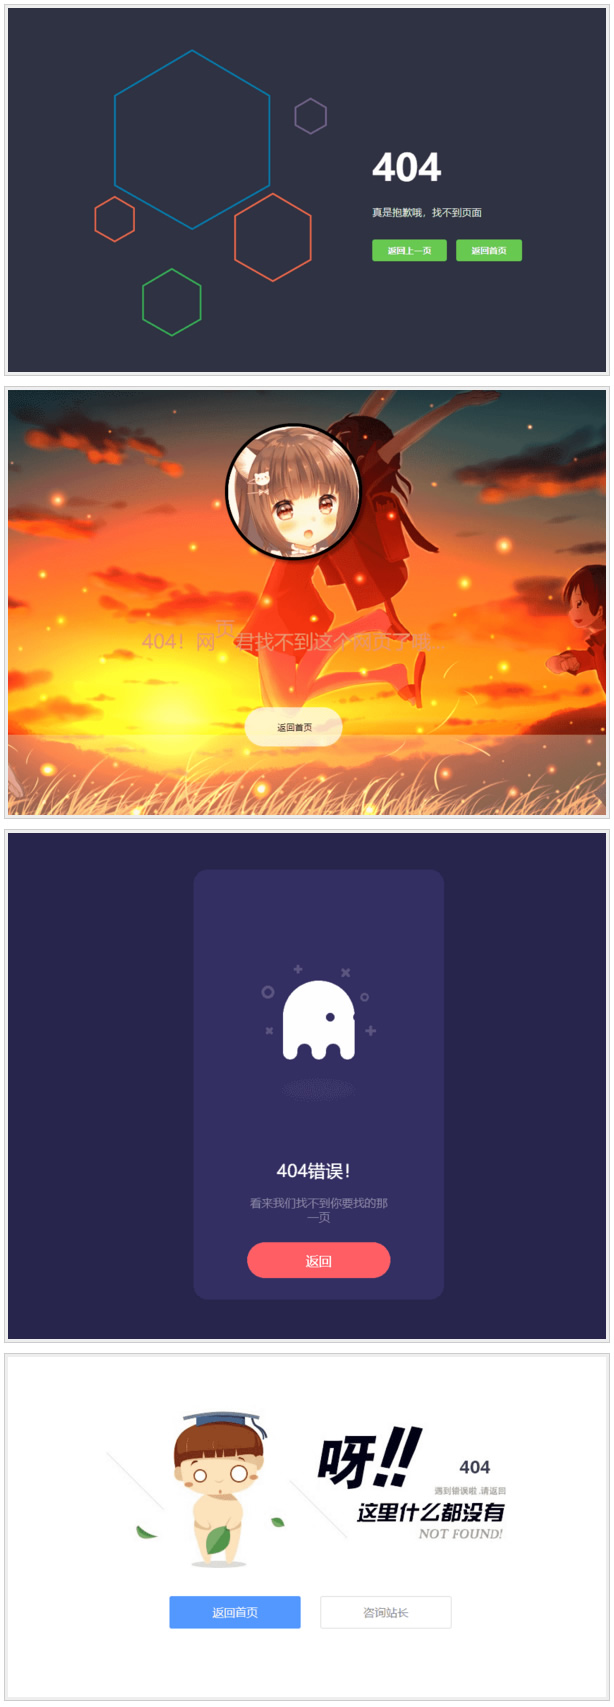 404
真是抱歉哦，找不到页面
返回上一页 返回首页
404！网页君找不到这个网页了哦
返回首页
404错误！
看来我们找不到你要找的那
一页
返回
呀!!
404
遇到错误啦,请返回
这里什么都没有
NOT FOUND!
返回首页 咨询站长